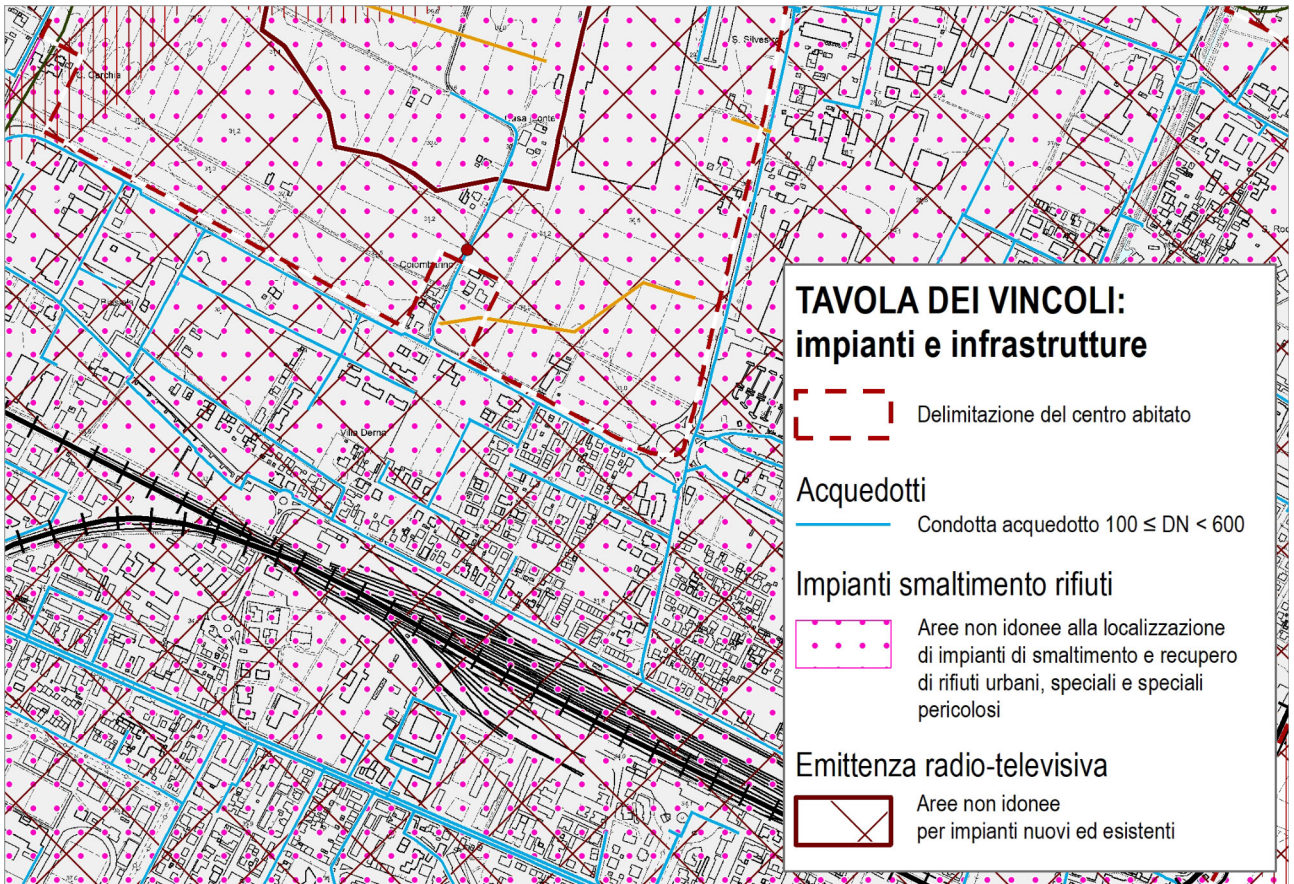 S. Silvestro
C. Cerchia
Colombarino
Villa Derna
TAVOLA DEI VINCOLI:
impianti e infrastrutture
Delimitazione del centro abitato
Acquedotti
Condotta acquedotto 100 ≤ DN < 600
Impianti smaltimento rifiuti
Aree non idonee alla localizzazione
di impianti di smaltimento e recupero
di rifiuti urbani, speciali e speciali
pericolosi
Emittenza radio-televisiva
Aree non idonee
per impianti nuovi ed esistenti